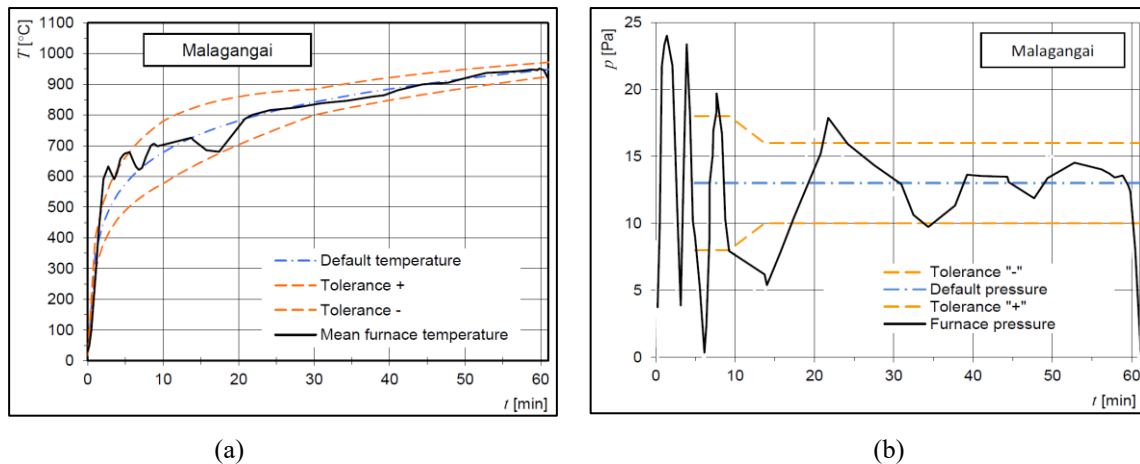 T [°C]
1100
1000
900
800
700
600
500
400
300
200
100
0
Malagangai
Default temperature
Tolerance +
Tolerance -
Mean furnace temperature
0
10
20
30
40
50
60
t [min]
(a)
p [Pa]
25
20
15
10
5
0
Malagangai
Tolerance "-"
Default pressure
Tolerance "+"
Furnace pressure
0
10
20
30
40
50
60
t [min]
(b)